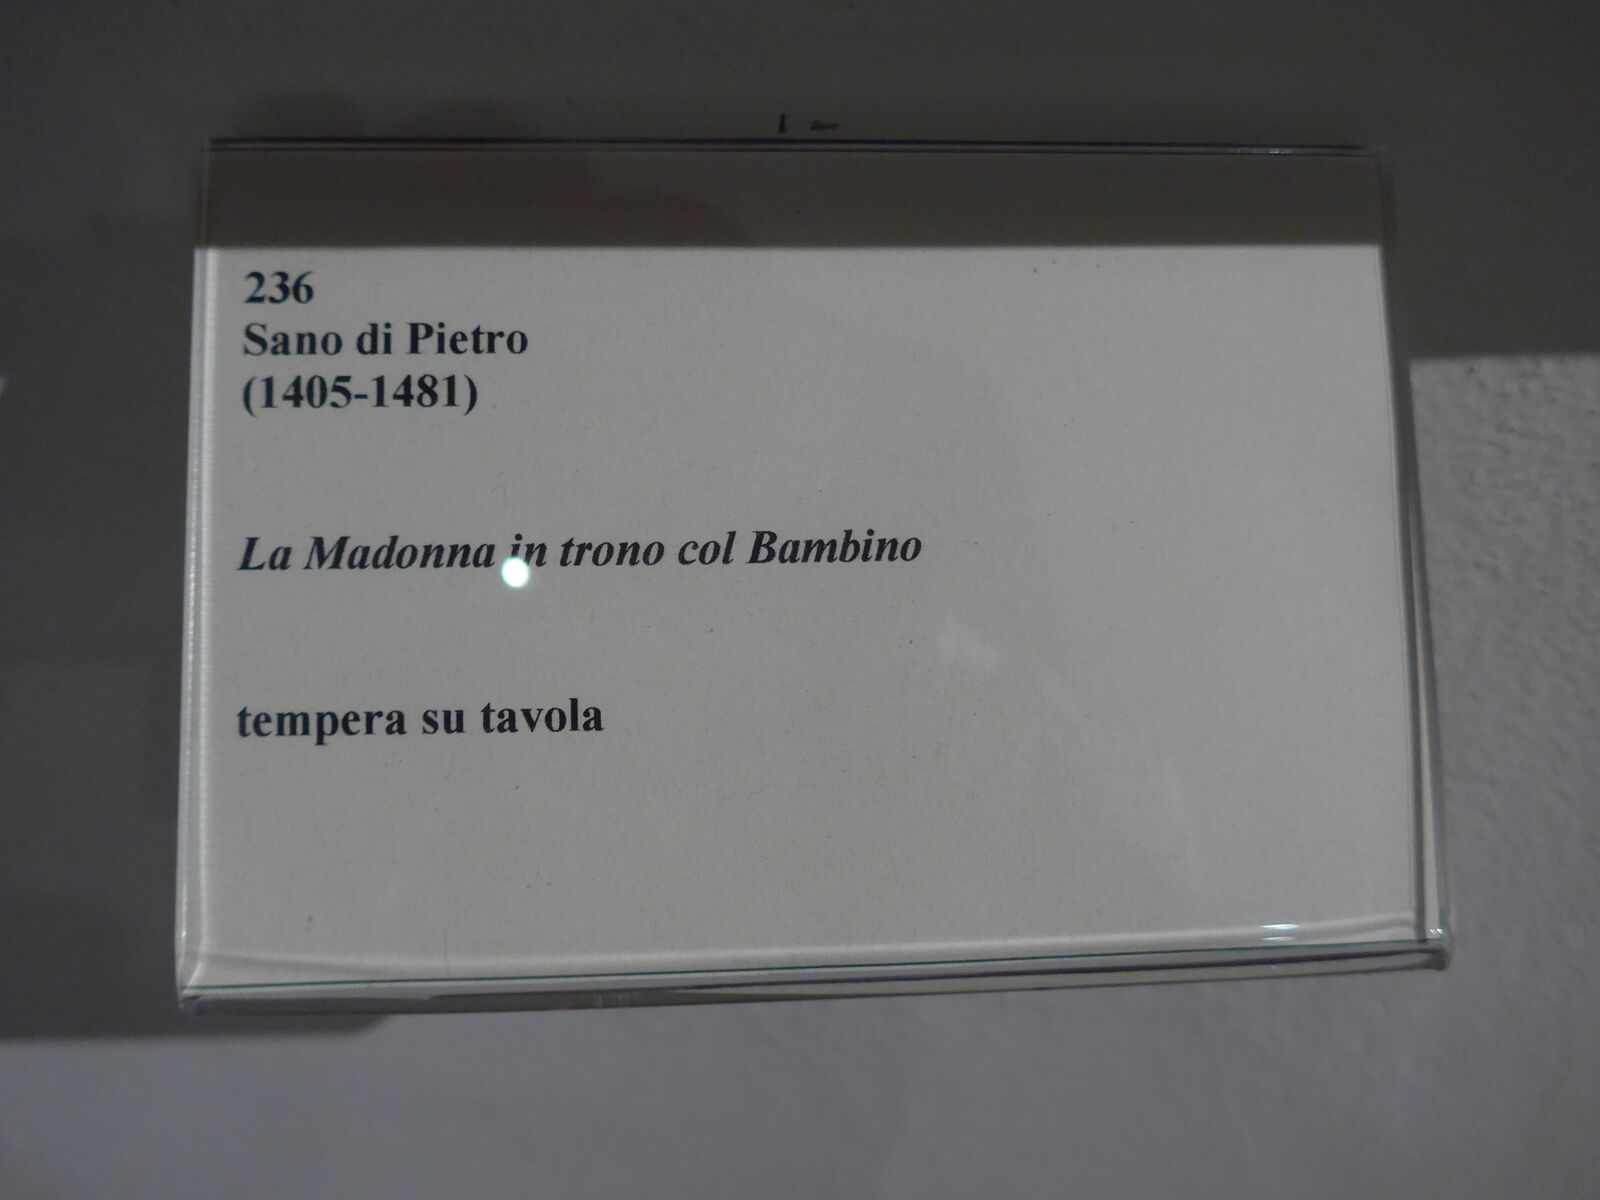 236
Sano di Pietro
(1405-1481)
La Madonna in trono col Bambino
tempera su tavola